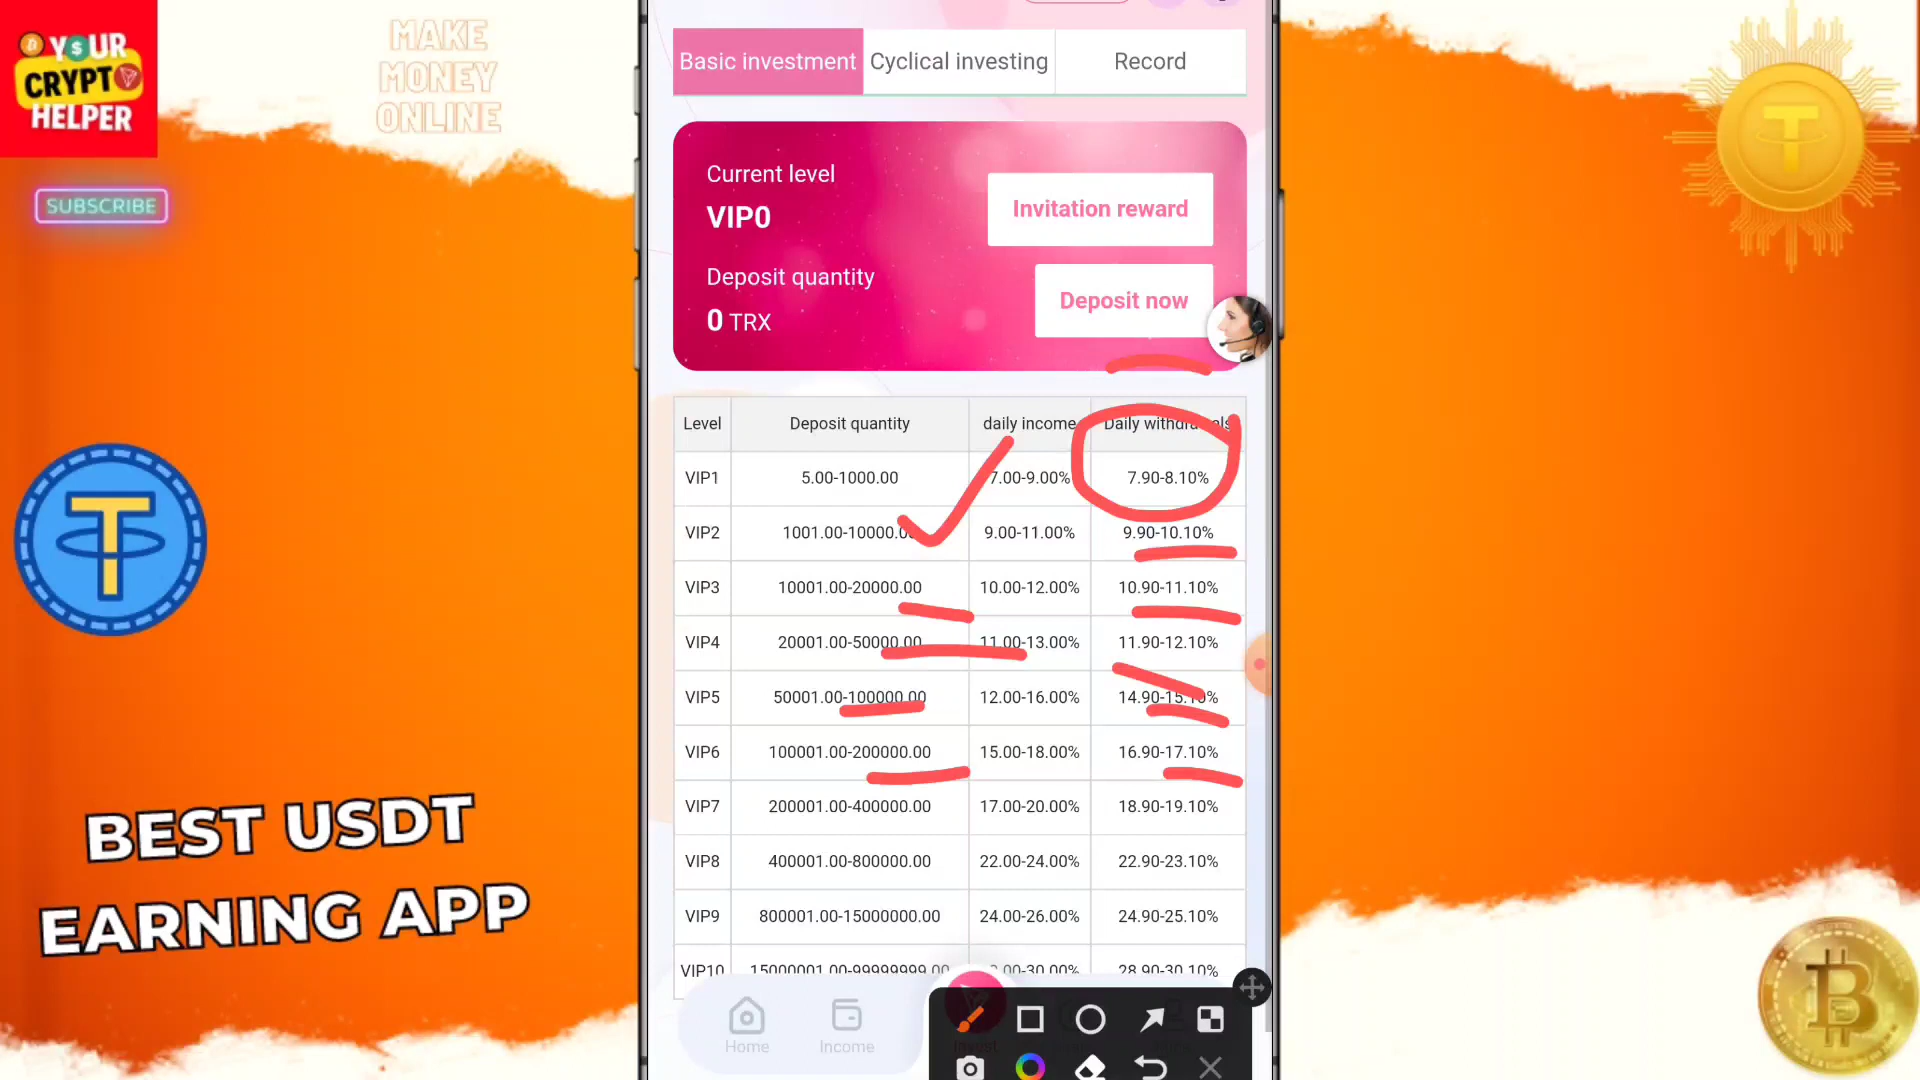 Y$UR
CRYPTO
HELPER
MAKE
MONEY
ONLINE
SUBSCRIBE
BEST USDT
EARNING APP
Basic investment Cyclical investing Record
Current level
VIP0
Invitation reward
Deposit quantity
0 TRX
Deposit now
Level Deposit quantity daily income Daily withdrawals
VIP1 5.00-1000.00 7.00-9.00% 7.90-8.10%
VIP2 1001.00-10000.00 9.00-11.00% 9.90-10.10%
VIP3 10001.00-20000.00 10.00-12.00% 10.90-11.10%
VIP4 20001.00-50000.00 11.00-13.00% 11.90-12.10%
VIP5 50001.00-100000.00 12.00-16.00% 14.90-15.10%
VIP6 100001.00-200000.00 15.00-18.00% 16.90-17.10%
VIP7 200001.00-400000.00 17.00-20.00% 18.90-19.10%
VIP8 400001.00-800000.00 22.00-24.00% 22.90-23.10%
VIP9 800001.00-15000000.00 24.00-26.00% 24.90-25.10%
VIP10 15000001.00-99999999.00 28.90-30.10%
Home Income Invest